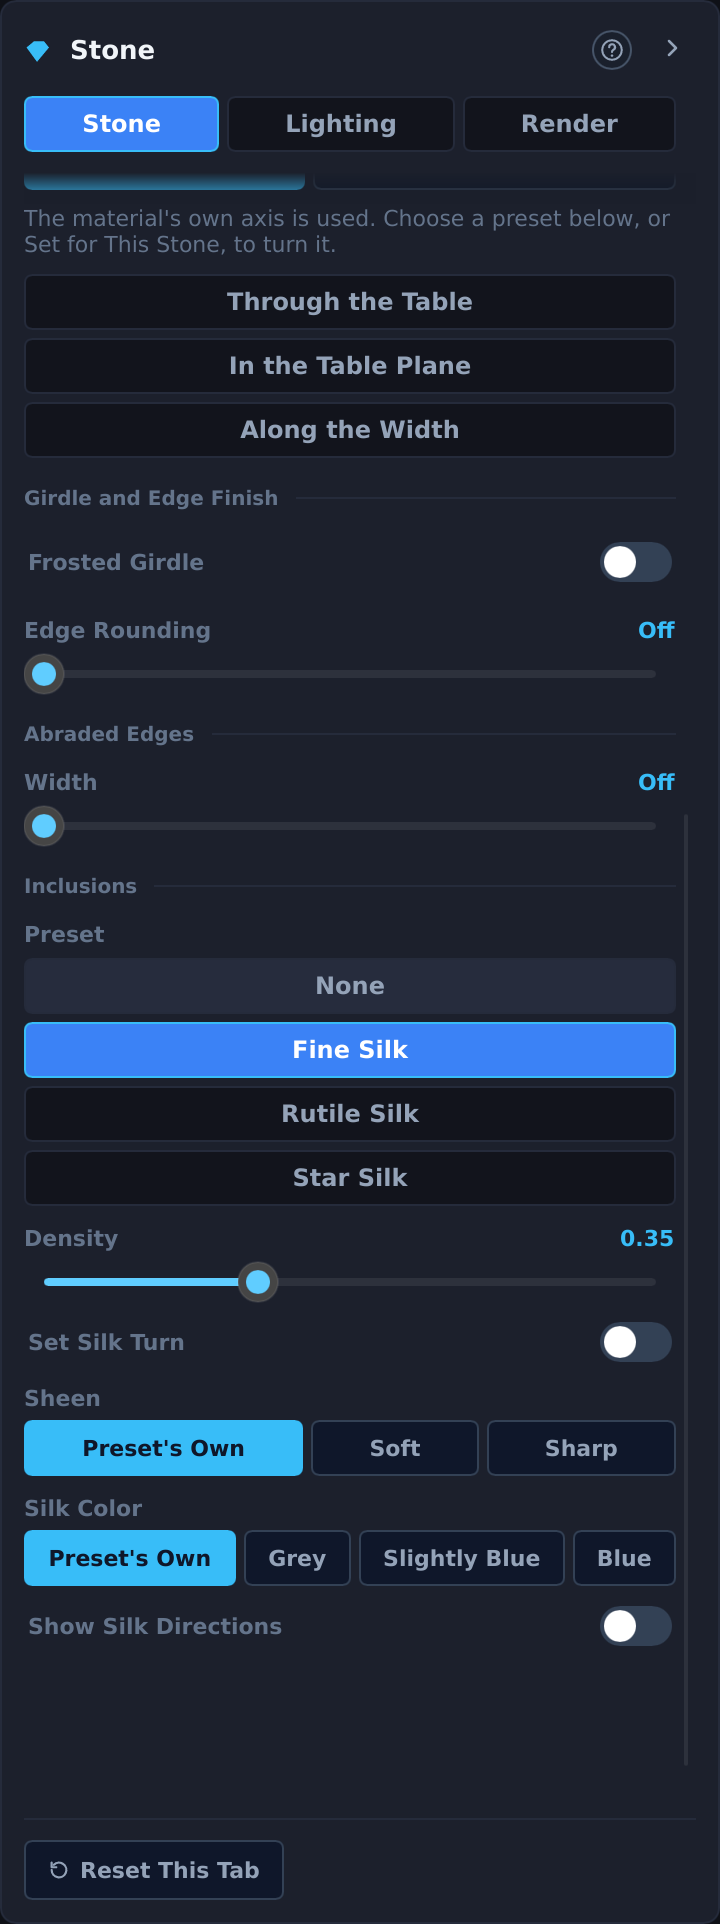 Stone
Stone
Lighting
Render
The material's own axis is used. Choose a preset below, or
Set for This Stone, to turn it.
Through the Table
In the Table Plane
Along the Width
Girdle and Edge Finish
Frosted Girdle
Edge Rounding
Off
Abraded Edges
Width
Off
Inclusions
Preset
None
Fine Silk
Rutile Silk
Star Silk
Density
0.35
Set Silk Turn
Sheen
Preset's Own
Soft
Sharp
Silk Color
Preset's Own
Grey
Slightly Blue
Blue
Show Silk Directions
Reset This Tab